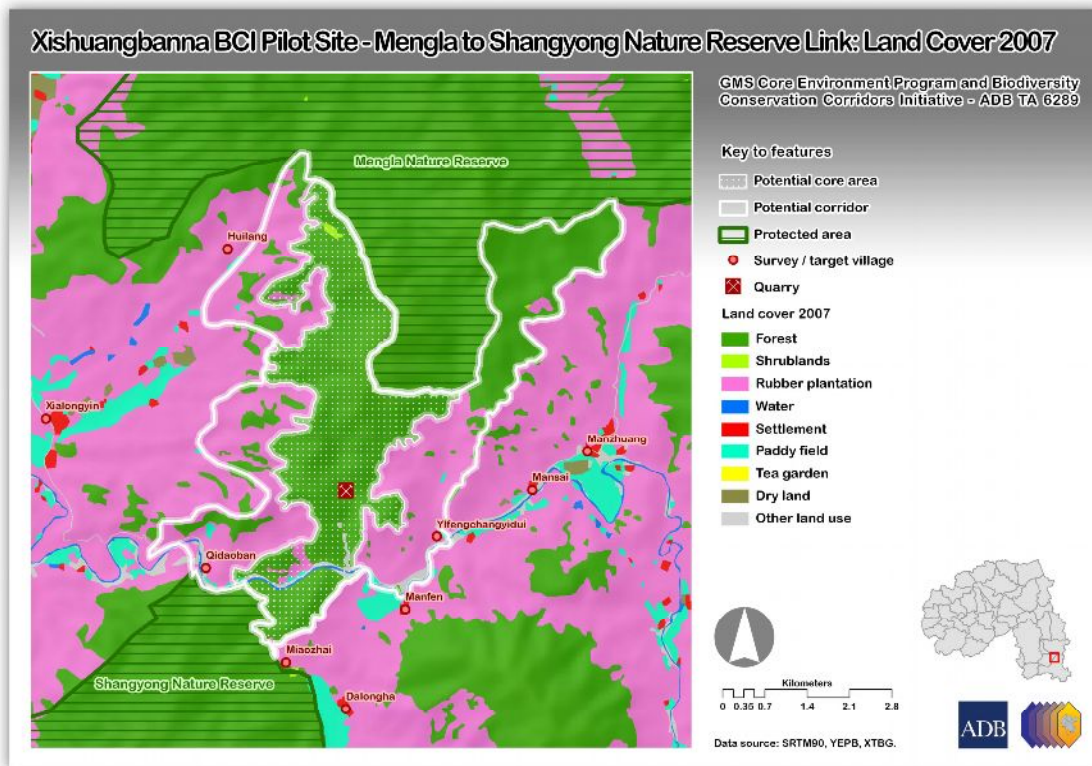 Xishuangbanna BCI Pilot Site - Mengla to Shangyong Nature Reserve Link: Land Cover 2007
GMS Core Environment Program and Biodiversity
Conservation Corridors Initiative - ADB TA 6289
Key to features
Potential core area
Potential corridor
Protected area
Survey / target village
Quarry
Land cover 2007
Forest
Shrublands
Rubber plantation
Water
Settlement
Paddy field
Tea garden
Dry land
Other land use
Mengla Nature Reserve
Huilang
Xialongyin
Manzhuang
Mansai
Yifengchangyidui
Qidaoban
Manfen
Miaozhai
Shangyong Nature Reserve
Dalongha
Kilometers
0 0.35 0.7 1.4 2.1 2.8
Data source: SRTM90, YEPB, XTBG.
ADB